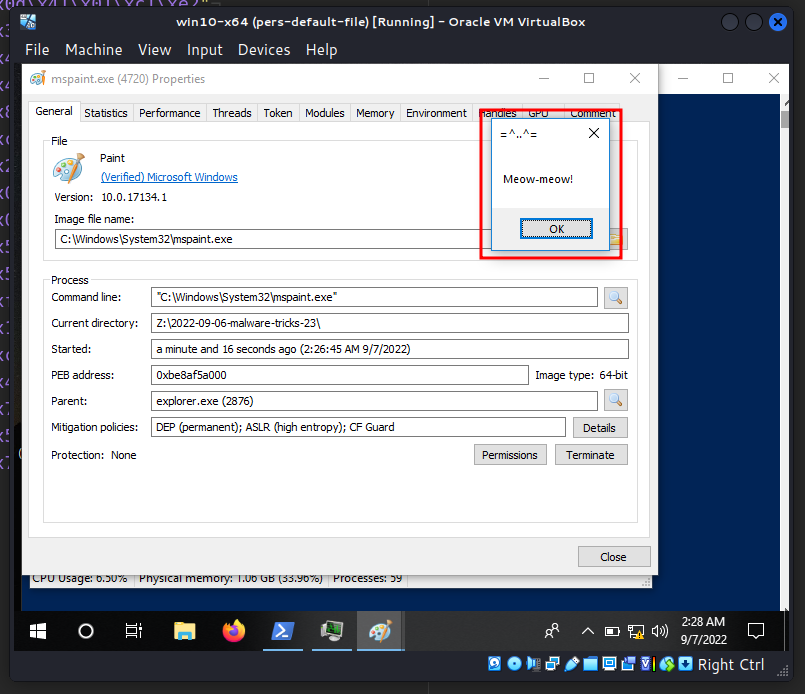 win10-x64 (pers-default-file) [Running] - Oracle VM VirtualBox
File Machine View Input Devices Help
mspaint.exe (4720) Properties
General Statistics Performance Threads Token Modules Memory Environment Handles GPU Comment
=^..^=
Meow-meow!
OK
File
Paint
(Verified) Microsoft Windows
Version: 10.0.17134.1
Image file name:
C:\Windows\System32\mspaint.exe
Process
Command line: "C:\Windows\System32\mspaint.exe"
Current directory: Z:\2022-09-06-malware-tricks-23\
Started: a minute and 16 seconds ago (2:26:45 AM 9/7/2022)
PEB address: 0xbe8af5a000 Image type: 64-bit
Parent: explorer.exe (2876)
Mitigation policies: DEP (permanent); ASLR (high entropy); CF Guard Details
Protection: None Permissions Terminate
Close
CPU Usage: 6.50% Physical memory: 1.06 GB (33.96%) Processes: 59
2:28 AM
9/7/2022
Right Ctrl